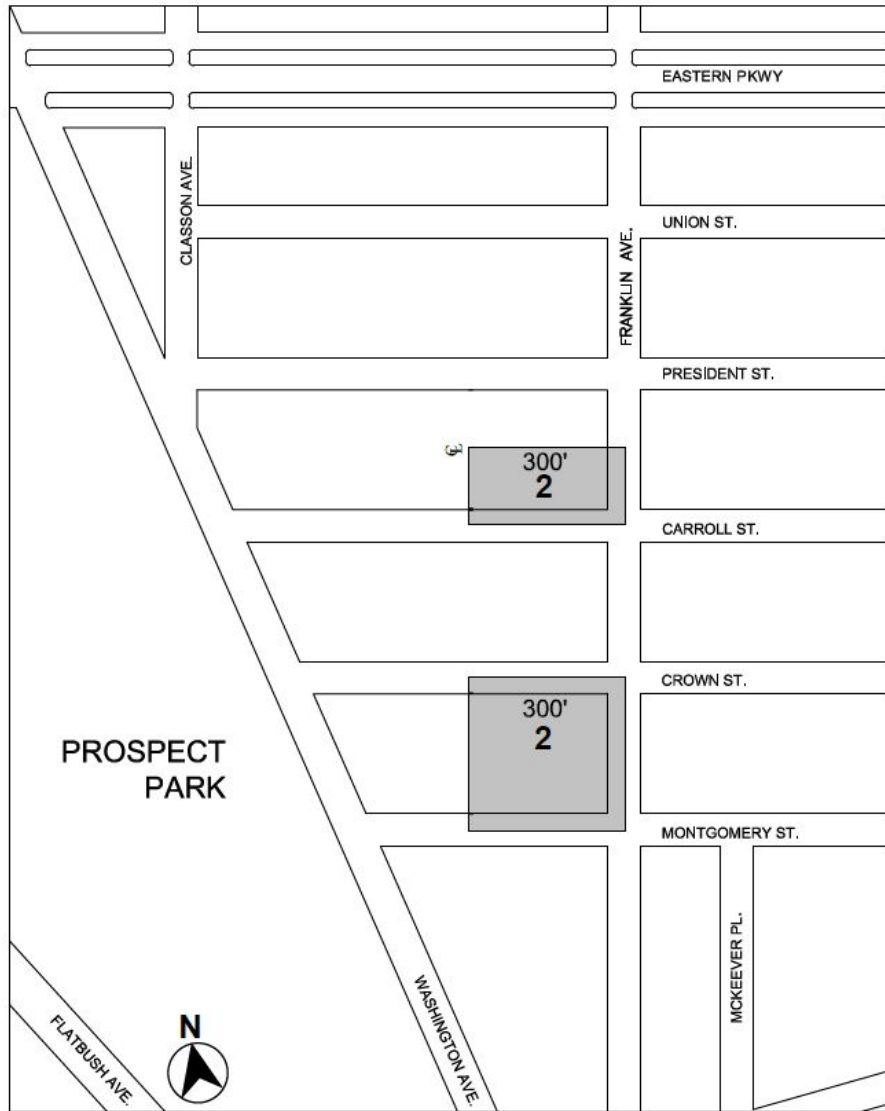 EASTERN PKWY
CLASSON AVE.
UNION ST.
FRANKLIN AVE.
PRESIDENT ST.
℄
300'
2
CARROLL ST.
CROWN ST.
300'
2
PROSPECT
PARK
MONTGOMERY ST.
MCKEEVER PL.
WASHINGTON AVE.
N
FLATBUSH AVE.